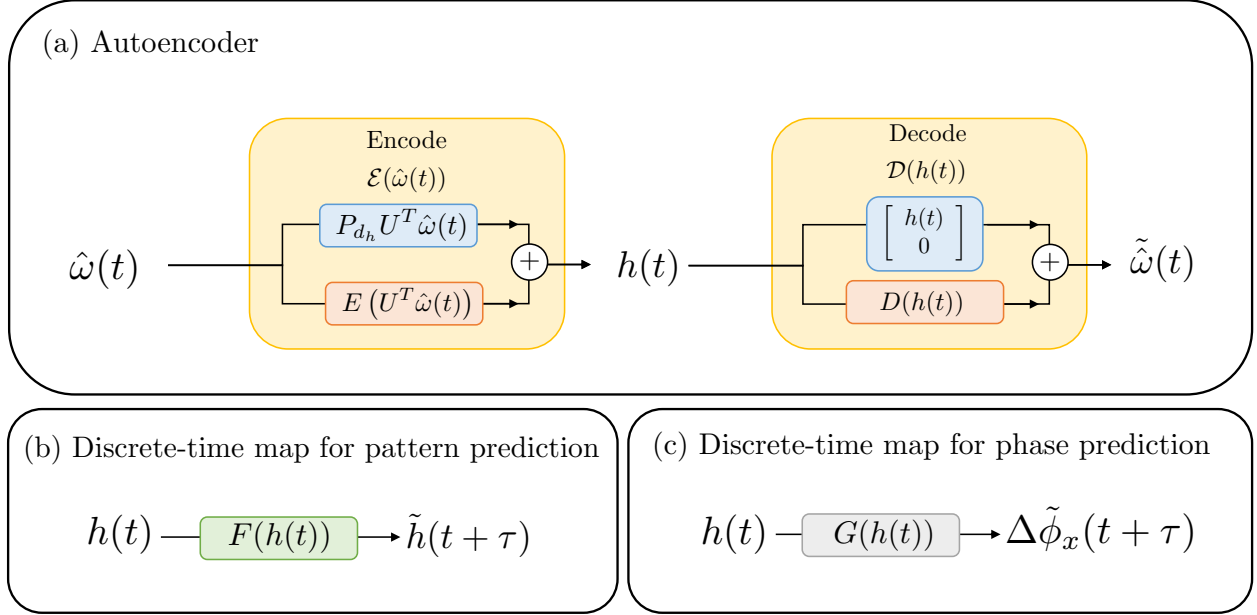 (a) Autoencoder
Encode
ℰ(ω̂(t))
P_{d_h} U^T ω̂(t)
E (U^T ω̂(t))
ω̂(t)
+
h(t)
Decode
𝒟(h(t))
[ h(t)
0 ]
D(h(t))
+
ω̂̃(t)
(b) Discrete-time map for pattern prediction
h(t) F(h(t)) h̃(t + τ)
(c) Discrete-time map for phase prediction
h(t) G(h(t)) Δφ̃_x(t + τ)